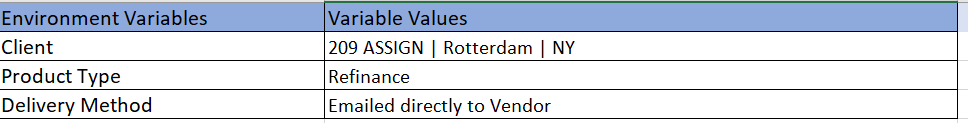 Environment Variables Variable Values
Client 209 ASSIGN | Rotterdam | NY
Product Type Refinance
Delivery Method Emailed directly to Vendor